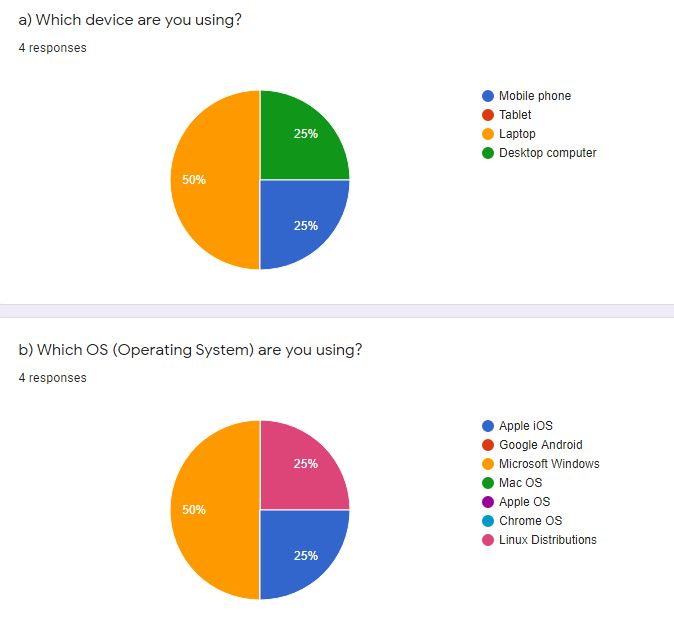 a) Which device are you using?
4 responses
Mobile phone
Tablet
Laptop
Desktop computer
25%
50%
25%
b) Which OS (Operating System) are you using?
4 responses
Apple iOS
Google Android
Microsoft Windows
Mac OS
Apple OS
Chrome OS
Linux Distributions
25%
50%
25%